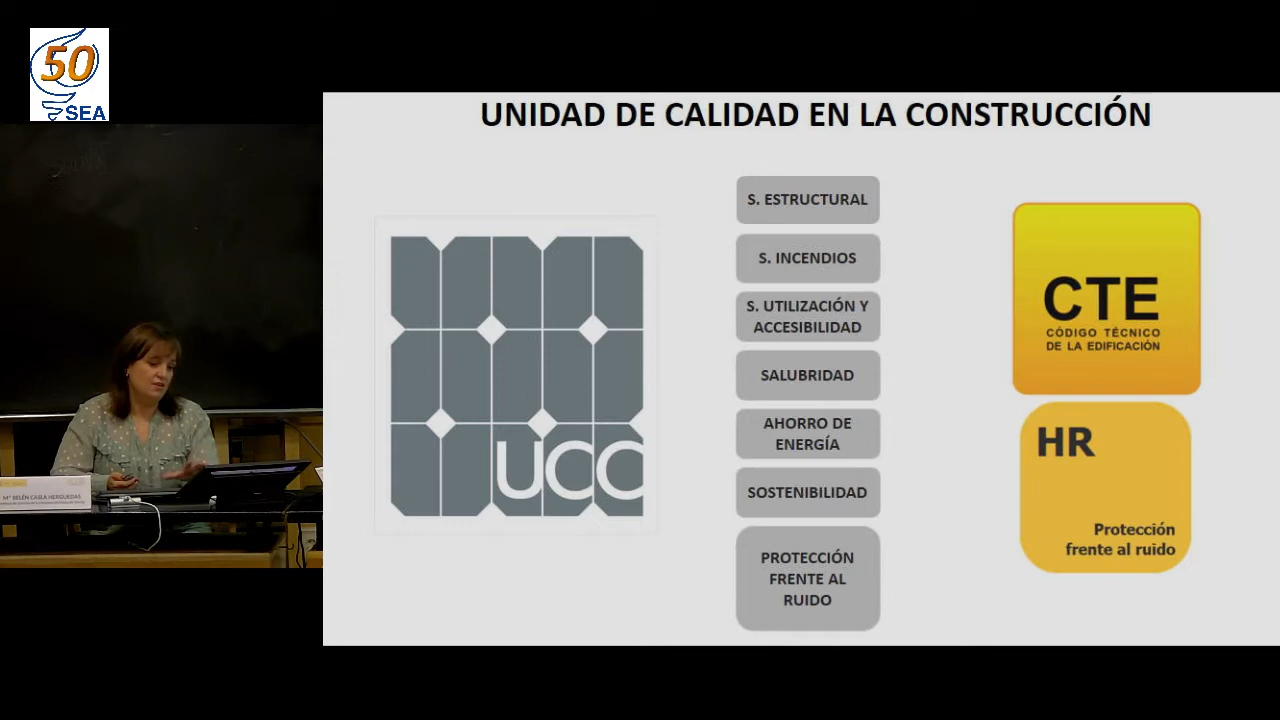 50
SEA
UNIDAD DE CALIDAD EN LA CONSTRUCCIÓN
S. ESTRUCTURAL
S. INCENDIOS
S. UTILIZACIÓN Y
ACCESIBILIDAD
SALUBRIDAD
AHORRO DE
ENERGÍA
SOSTENIBILIDAD
PROTECCIÓN
FRENTE AL
RUIDO
UCC
CTE
CÓDIGO TÉCNICO
DE LA EDIFICACIÓN
HR
Protección
frente al ruido
Mª BELÉN CASLA HERGUEDAS